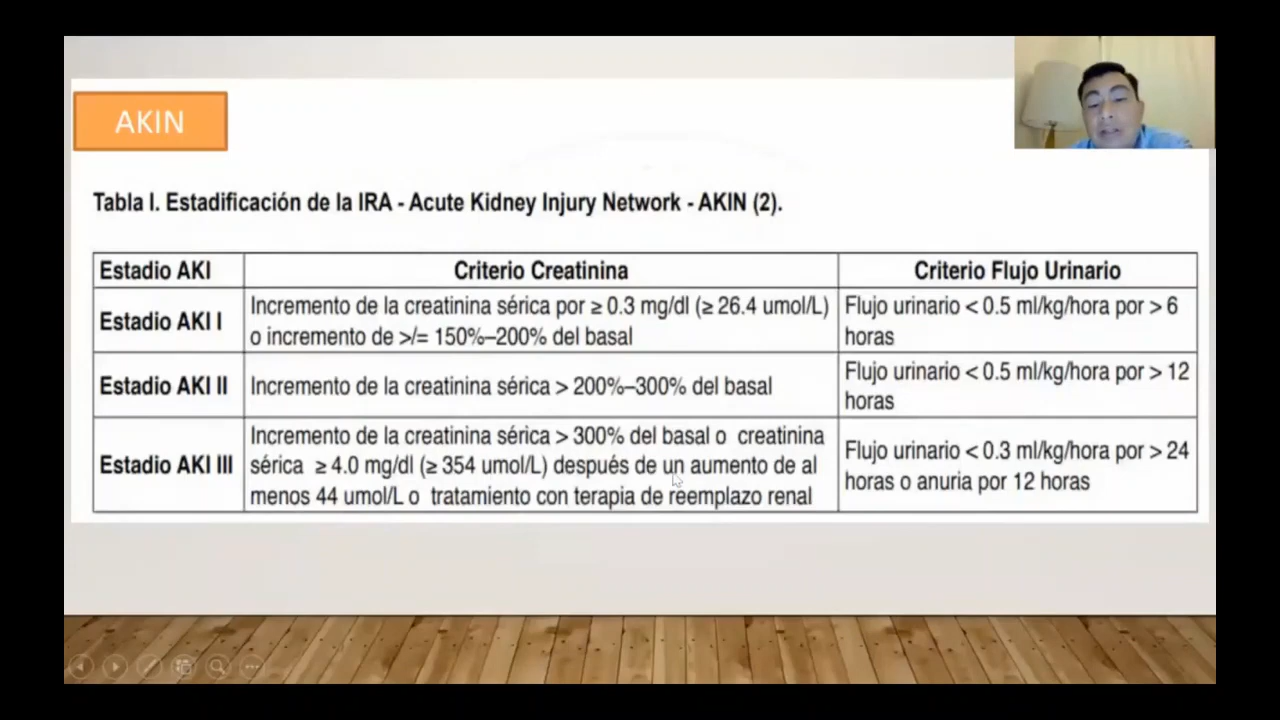 AKIN
Tabla I. Estadificación de la IRA - Acute Kidney Injury Network - AKIN (2).
Estadio AKI
Criterio Creatinina
Criterio Flujo Urinario
Estadio AKI I
Incremento de la creatinina sérica por ≥ 0.3 mg/dl (≥ 26.4 umol/L)
o incremento de >/= 150%–200% del basal
Flujo urinario < 0.5 ml/kg/hora por > 6
horas
Estadio AKI II
Incremento de la creatinina sérica > 200%–300% del basal
Flujo urinario < 0.5 ml/kg/hora por > 12
horas
Estadio AKI III
Incremento de la creatinina sérica > 300% del basal o creatinina
sérica ≥ 4.0 mg/dl (≥ 354 umol/L) después de un aumento de al
menos 44 umol/L o tratamiento con terapia de reemplazo renal
Flujo urinario < 0.3 ml/kg/hora por > 24
horas o anuria por 12 horas